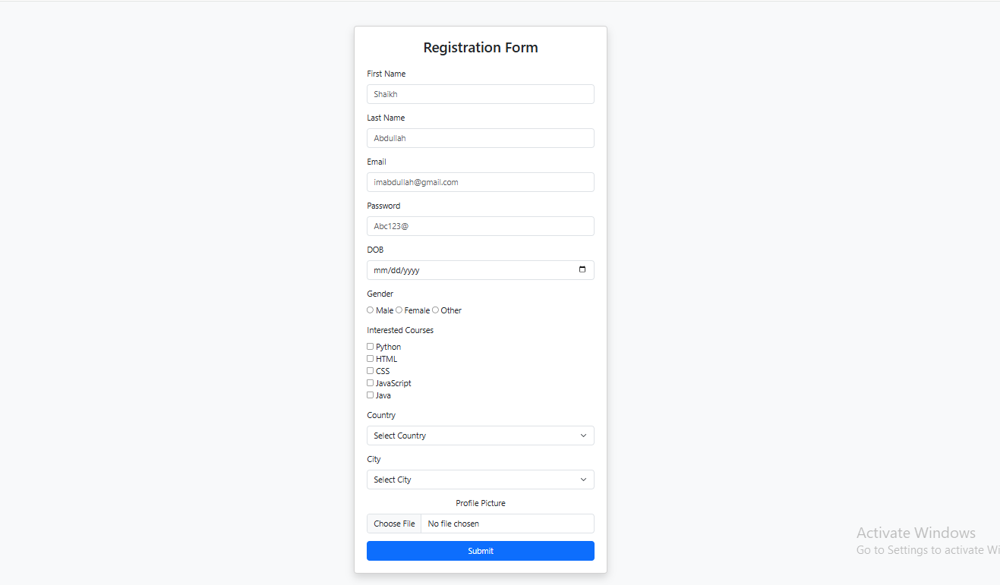 Registration Form
First Name
Shaikh
Last Name
Abdullah
Email
imabdullah@gmail.com
Password
Abc123@
DOB
mm/dd/yyyy
Gender
Male Female Other
Interested Courses
Python
HTML
CSS
JavaScript
Java
Country
Select Country
City
Select City
Profile Picture
Choose File No file chosen
Submit
Activate Windows
Go to Settings to activate Wi